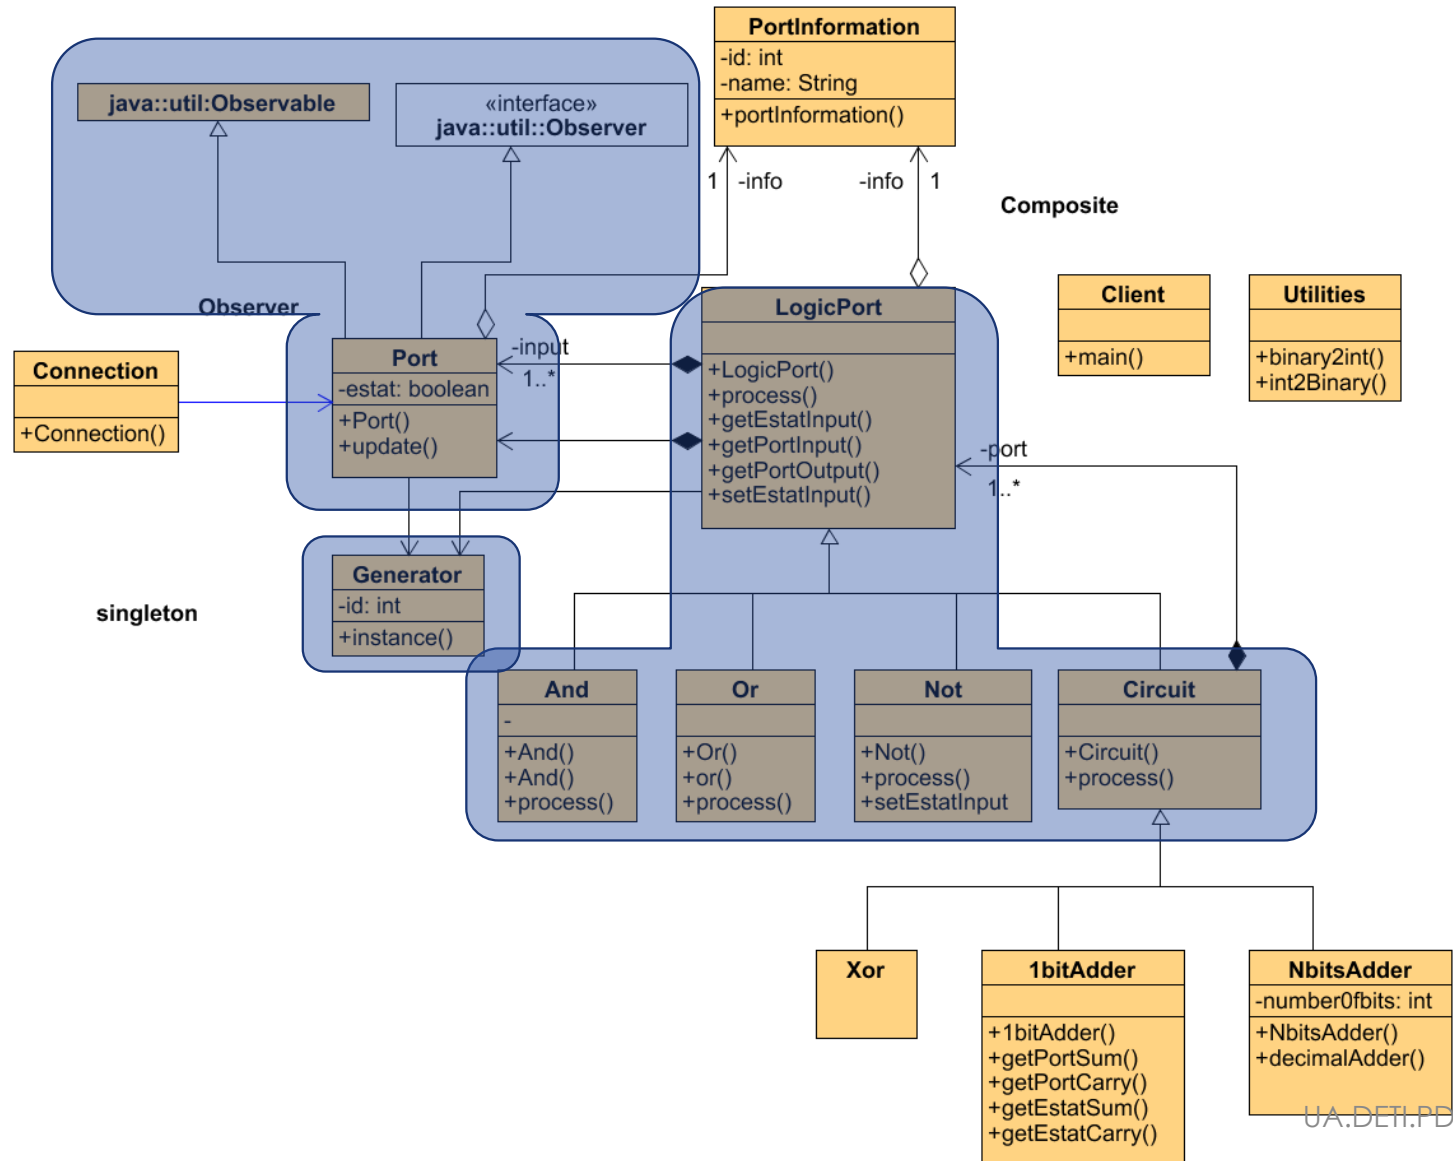 PortInformation
-id: int
-name: String
+portInformation()
java::util:Observable
«interface»
java::util::Observer
1 -info
-info 1
Composite
Observer
LogicPort
+LogicPort()
+process()
+getEstatInput()
+getPortInput()
+getPortOutput()
+setEstatInput()
Client
+main()
Utilities
+binary2int()
+int2Binary()
Connection
+Connection()
Port
-estat: boolean
+Port()
+update()
-input
1..*
-port
1..*
singleton
Generator
-id: int
+instance()
And
-
+And()
+And()
+process()
Or
+Or()
+or()
+process()
Not
+Not()
+process()
+setEstatInput
Circuit
+Circuit()
+process()
Xor
1bitAdder
+1bitAdder()
+getPortSum()
+getPortCarry()
+getEstatSum()
+getEstatCarry()
NbitsAdder
-number0fbits: int
+NbitsAdder()
+decimalAdder()
UA.DETI.PD